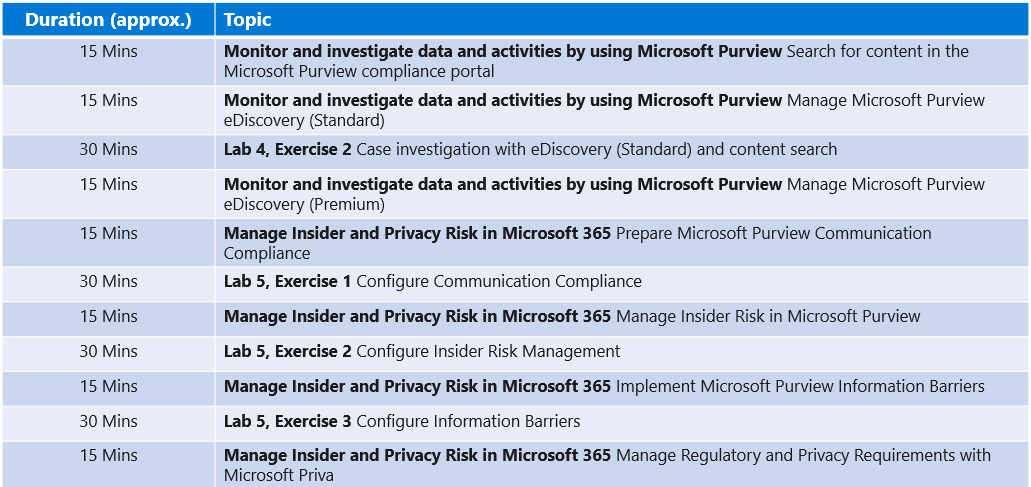 Duration (approx.) Topic
15 Mins Monitor and investigate data and activities by using Microsoft Purview Search for content in the
Microsoft Purview compliance portal
15 Mins Monitor and investigate data and activities by using Microsoft Purview Manage Microsoft Purview
eDiscovery (Standard)
30 Mins Lab 4, Exercise 2 Case investigation with eDiscovery (Standard) and content search
15 Mins Monitor and investigate data and activities by using Microsoft Purview Manage Microsoft Purview
eDiscovery (Premium)
15 Mins Manage Insider and Privacy Risk in Microsoft 365 Prepare Microsoft Purview Communication
Compliance
30 Mins Lab 5, Exercise 1 Configure Communication Compliance
15 Mins Manage Insider and Privacy Risk in Microsoft 365 Manage Insider Risk in Microsoft Purview
30 Mins Lab 5, Exercise 2 Configure Insider Risk Management
15 Mins Manage Insider and Privacy Risk in Microsoft 365 Implement Microsoft Purview Information Barriers
30 Mins Lab 5, Exercise 3 Configure Information Barriers
15 Mins Manage Insider and Privacy Risk in Microsoft 365 Manage Regulatory and Privacy Requirements with
Microsoft Priva